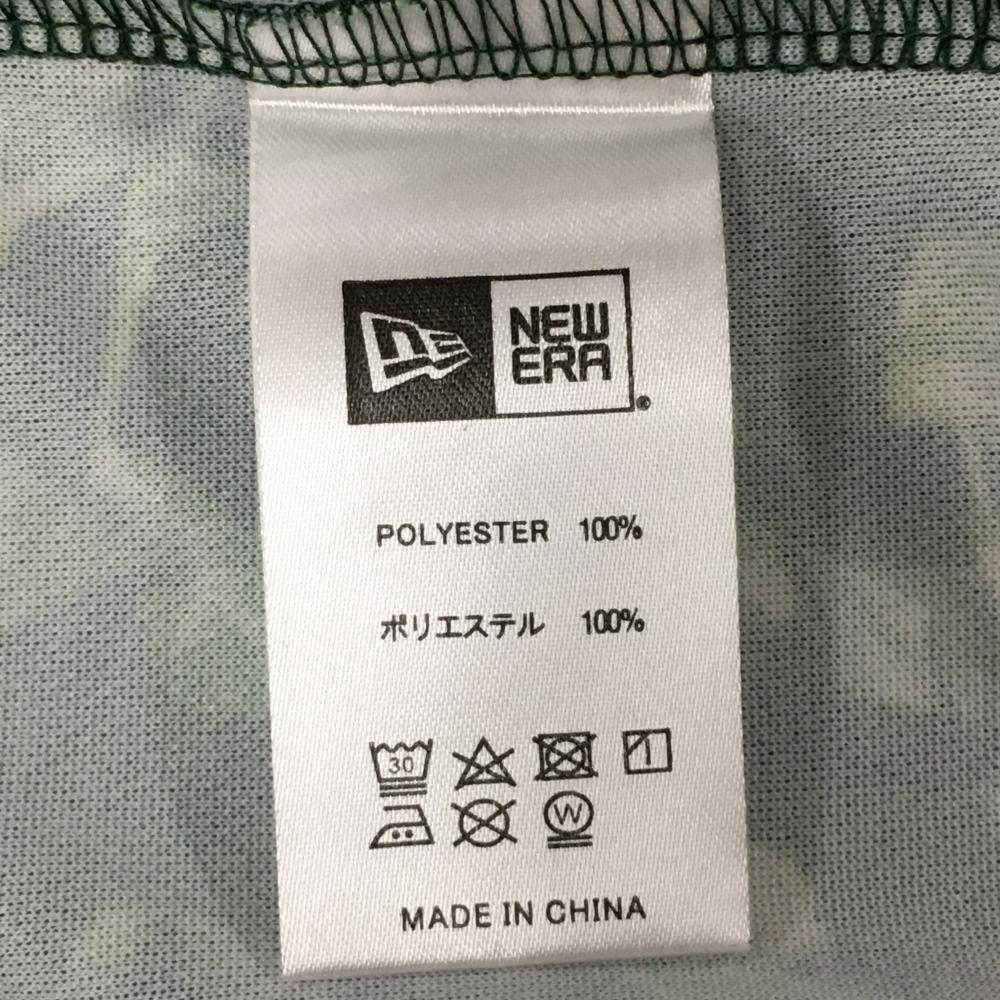 NEW
ERA
®
POLYESTER 100%
ポリエステル 100%
30
W
MADE IN CHINA